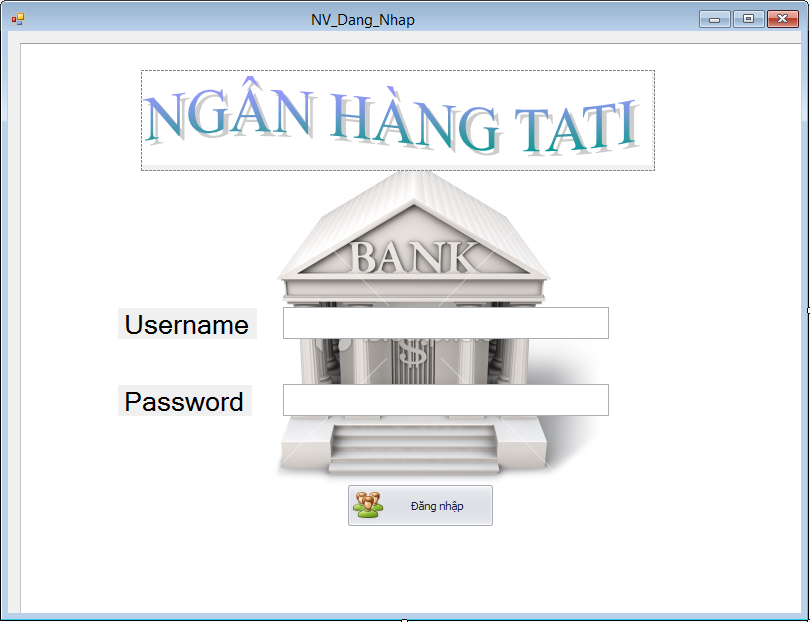 NV_Dang_Nhap
NGÂN HÀNG TATI
BANK
Username
$
Password
Đăng nhập